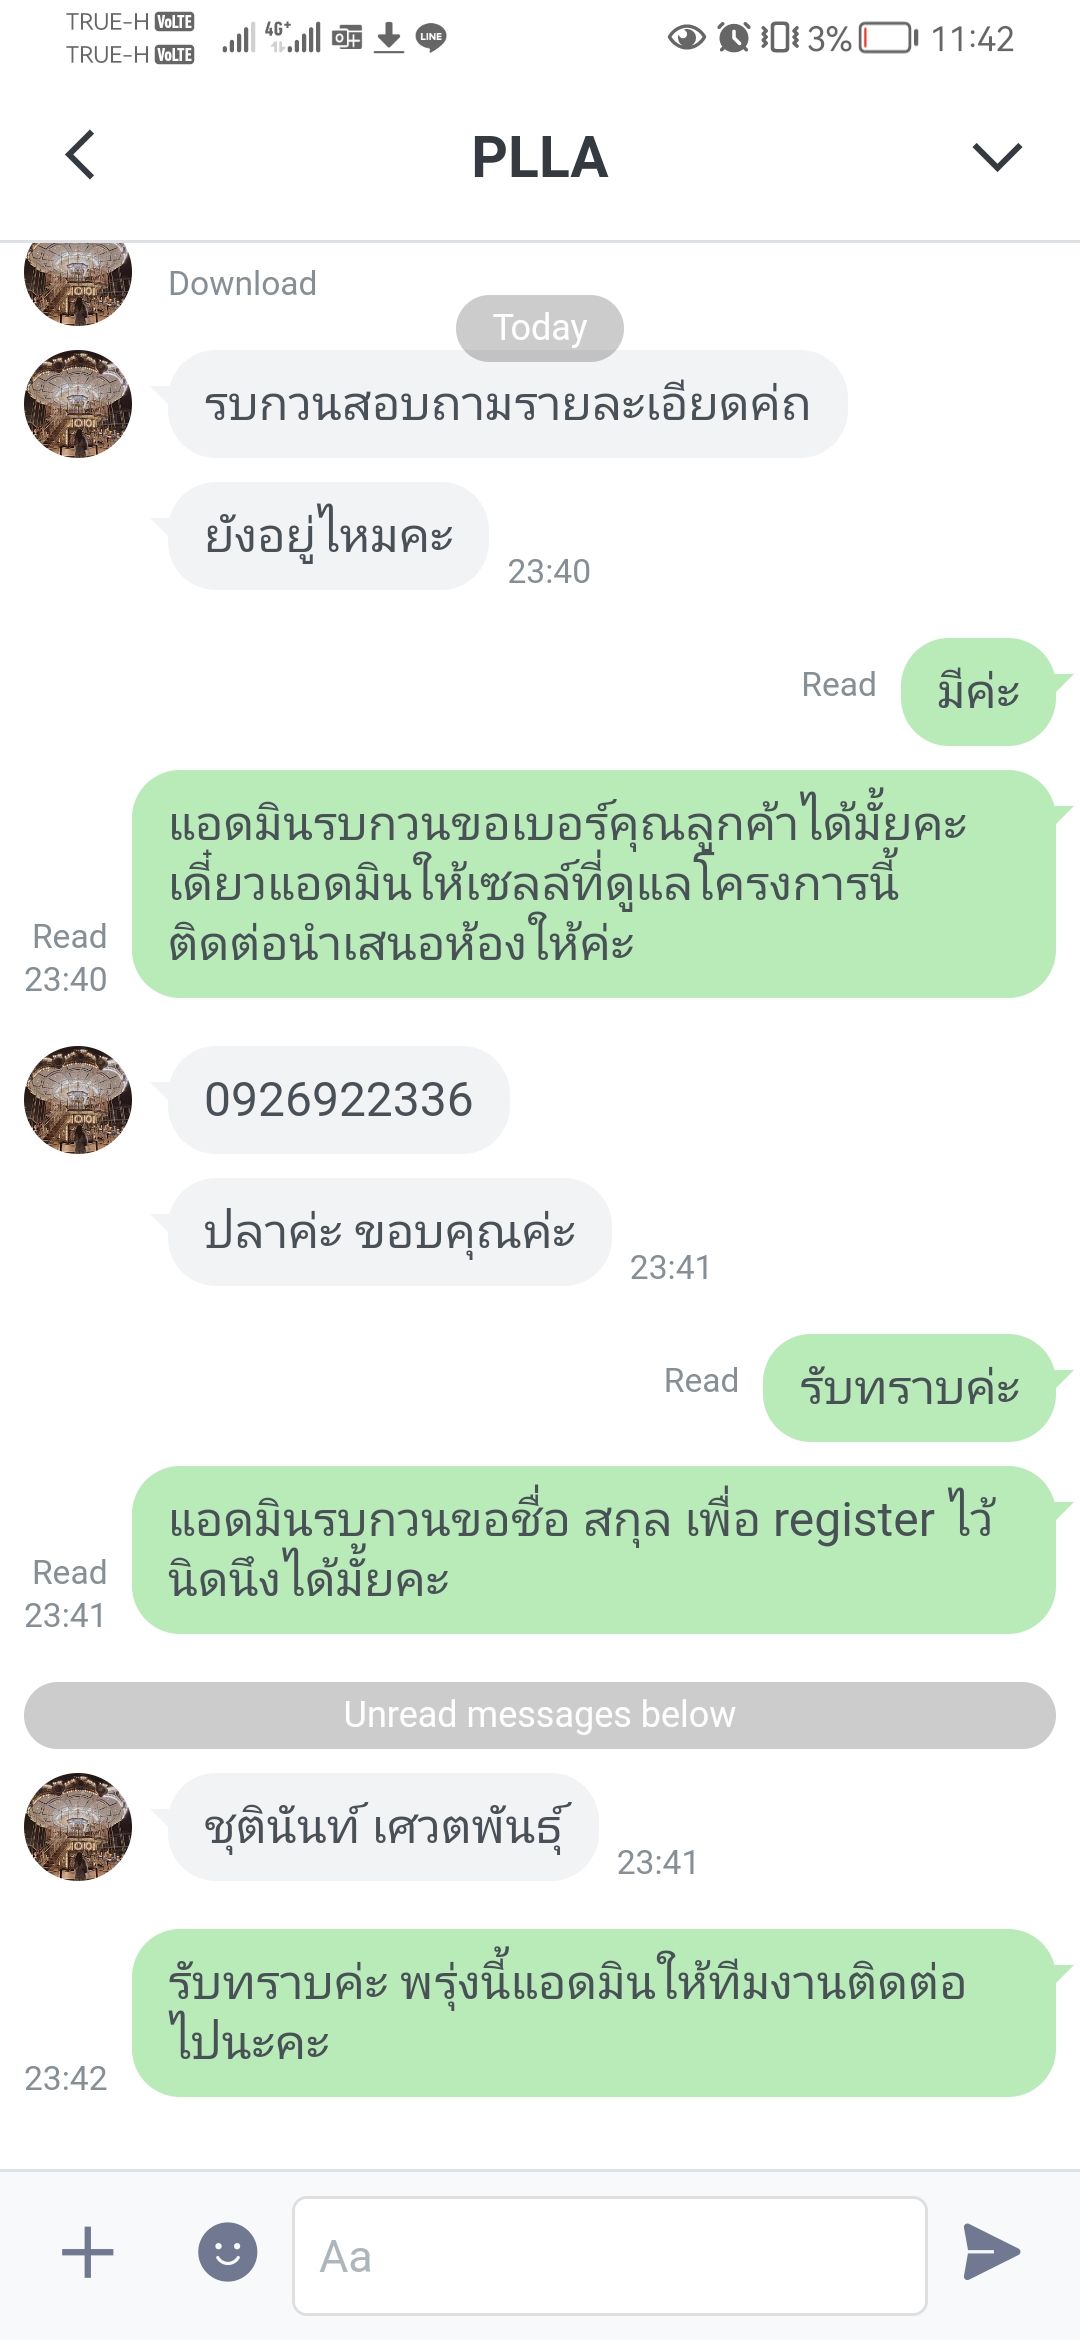 TRUE-H VoLTE
TRUE-H VoLTE
4G+
LINE
3%
11:42
PLLA
Download
Today
รบกวนสอบถามรายละเอียดค่ถ
ยังอยู่ไหมคะ
23:40
Read
มีค่ะ
แอดมินรบกวนขอเบอร์คุณลูกค้าได้มั้ยคะ
เดี๋ยวแอดมินให้เซลล์ที่ดูแลโครงการนี้
ติดต่อนำเสนอห้องให้ค่ะ
Read
23:40
0926922336
ปลาค่ะ ขอบคุณค่ะ
23:41
Read
รับทราบค่ะ
แอดมินรบกวนขอชื่อ สกุล เพื่อ register ไว้
นิดนึงได้มั้ยคะ
Read
23:41
Unread messages below
ชุตินันท์ เศวตพันธุ์
23:41
รับทราบค่ะ พรุ่งนี้แอดมินให้ทีมงานติดต่อ
ไปนะคะ
23:42
Aa